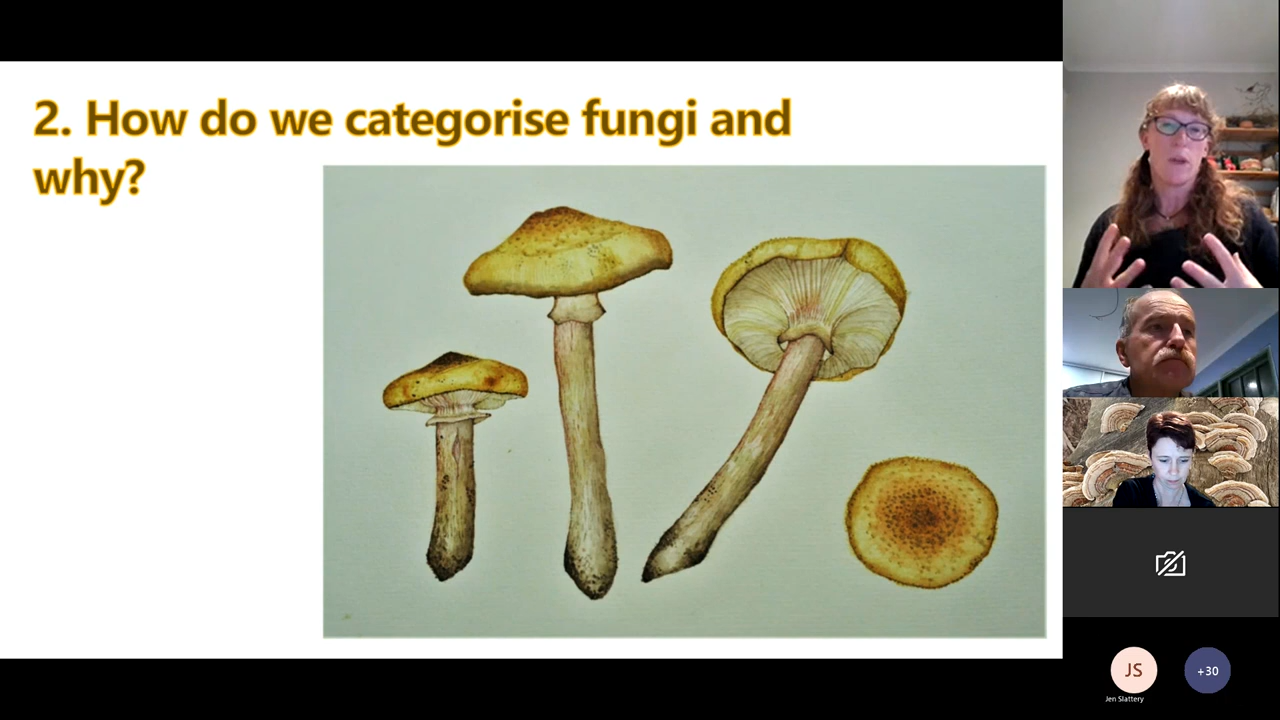 2. How do we categorise fungi and
why?
JS
+30
Jen Slattery